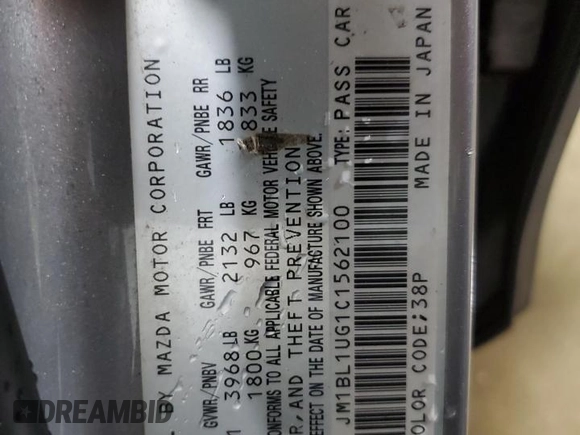 BY MAZDA MOTOR CORPORATION
GVWR/PNBV GAWR/PNBE FRT GAWR/PNBE RR
3968 LB 2132 LB 1836 LB
1800 KG 967 KG 833 KG
CONFORMS TO ALL APPLICABLE FEDERAL MOTOR VEHICLE SAFETY
AND THEFT PREVENTION
EFFECT ON THE DATE OF MANUFACTURE SHOWN ABOVE.
JM1BL1UG1C1562100 TYPE: PASS CAR
COLOR CODE;38P MADE IN JAPAN
DREAMBID